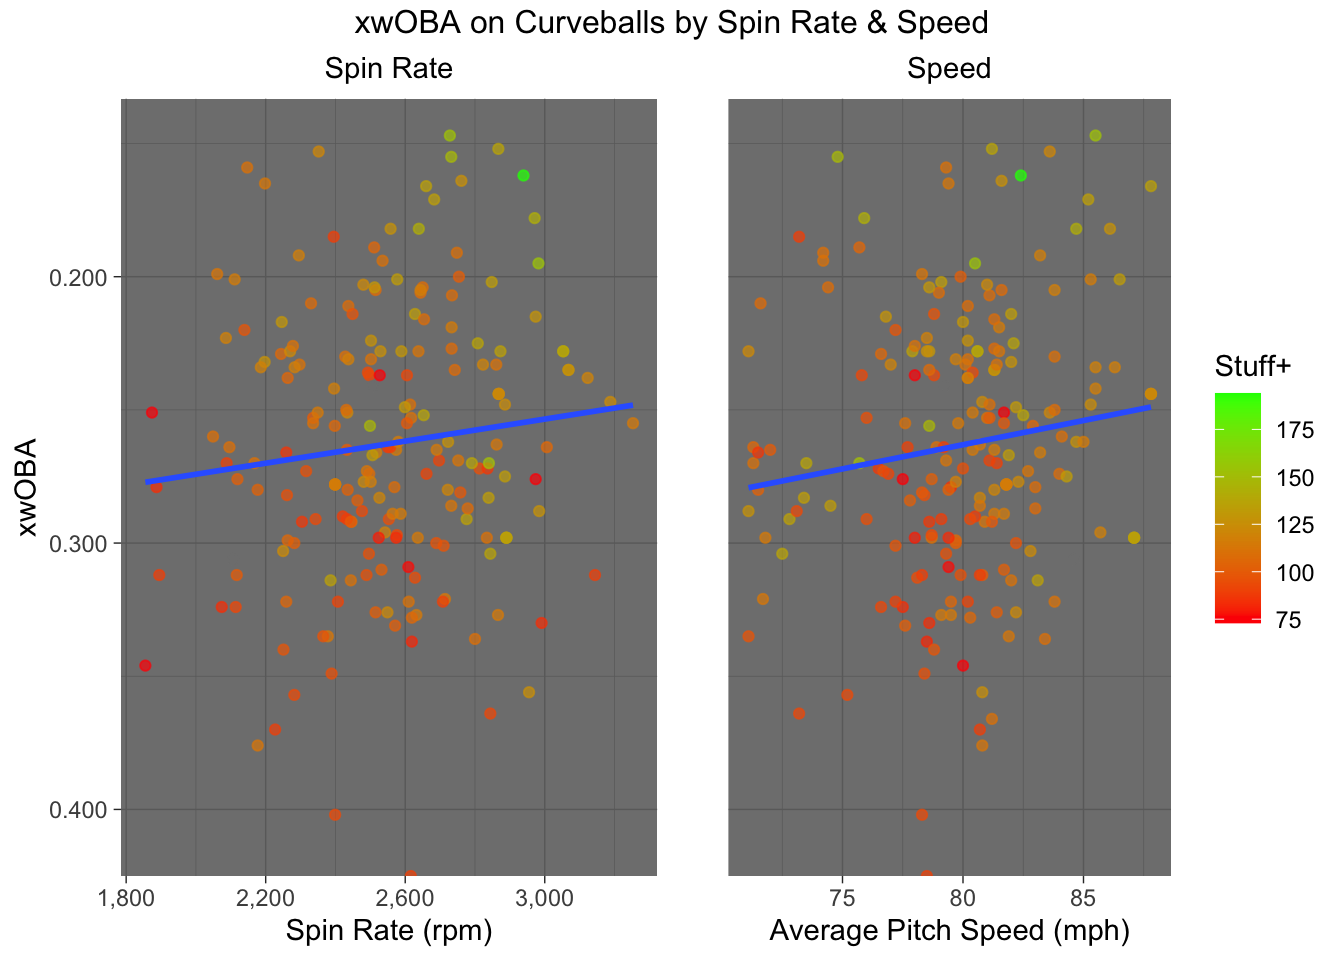 xwOBA on Curveballs by Spin Rate & Speed
Spin Rate
Speed
xwOBA
0.200
0.300
0.400
1,800
2,200
2,600
3,000
Spin Rate (rpm)
75
80
85
Average Pitch Speed (mph)
Stuff+
175
150
125
100
75